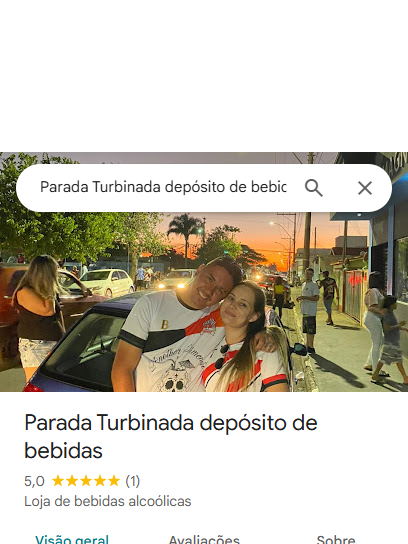 Parada Turbinada depósito de bebid
Another
Parada Turbinada depósito de
bebidas
5,0 (1)
Loja de bebidas alcoólicas
Visão geral Avaliações Sobre